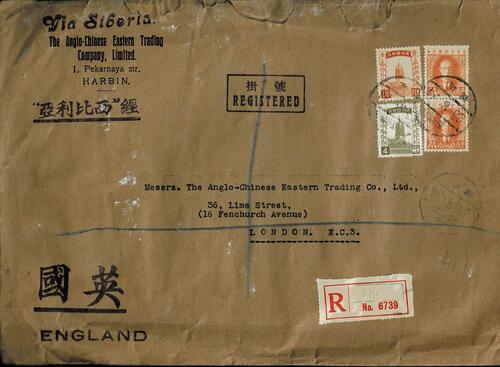 Via Siberia.
The Anglo-Chinese Eastern Trading
Company, Limited.
1, Pekarnaya str.
HARBIN.
"亞利比西"經
掛號
REGISTERED
4
Messrs. The Anglo-Chinese Eastern Trading Co., Ltd.,
36, Lime Street,
(16 Fenchurch Avenue)
LONDON. E.C.3.
國英
ENGLAND
R
No. 6739